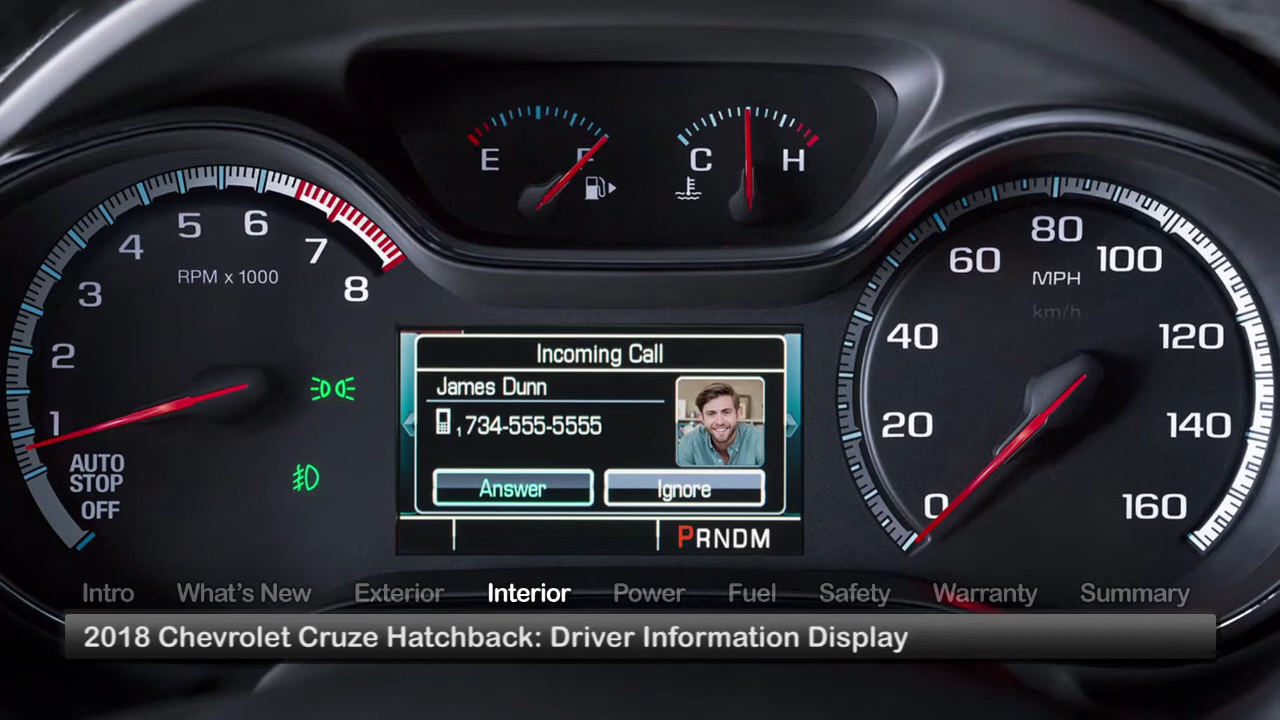 E
F
C
H
5
6
4
7
RPM x 1000
3
8
2
1
AUTO
STOP
OFF
80
60
100
MPH
km/h
40
120
20
140
0
160
Incoming Call
James Dunn
,734-555-5555
Answer
Ignore
PRNDM
Intro What's New Exterior Interior Power Fuel Safety Warranty Summary
2018 Chevrolet Cruze Hatchback: Driver Information Display